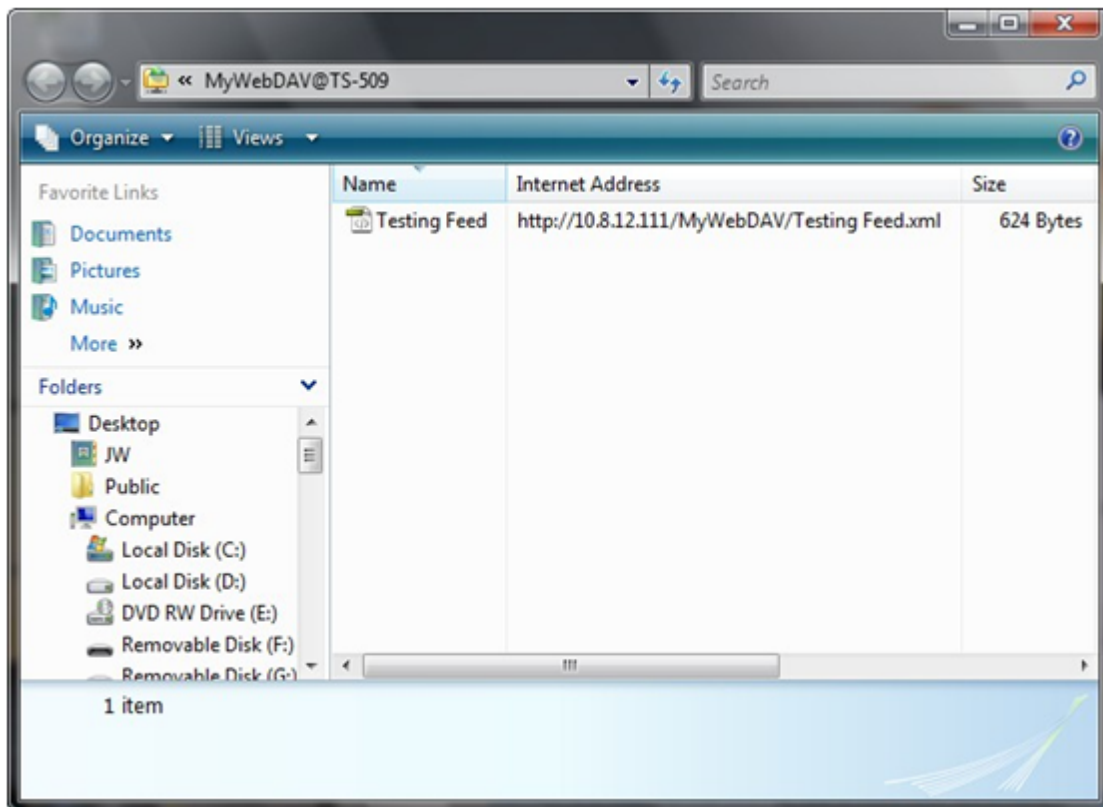 « MyWebDAV@TS-509
Search
Organize Views
Favorite Links
Documents
Pictures
Music
More »
Folders
Desktop
JW
Public
Computer
Local Disk (C:)
Local Disk (D:)
DVD RW Drive (E:)
Removable Disk (F:)
Removable Disk (G:)
Name Internet Address Size
Testing Feed http://10.8.12.111/MyWebDAV/Testing Feed.xml 624 Bytes
1 item